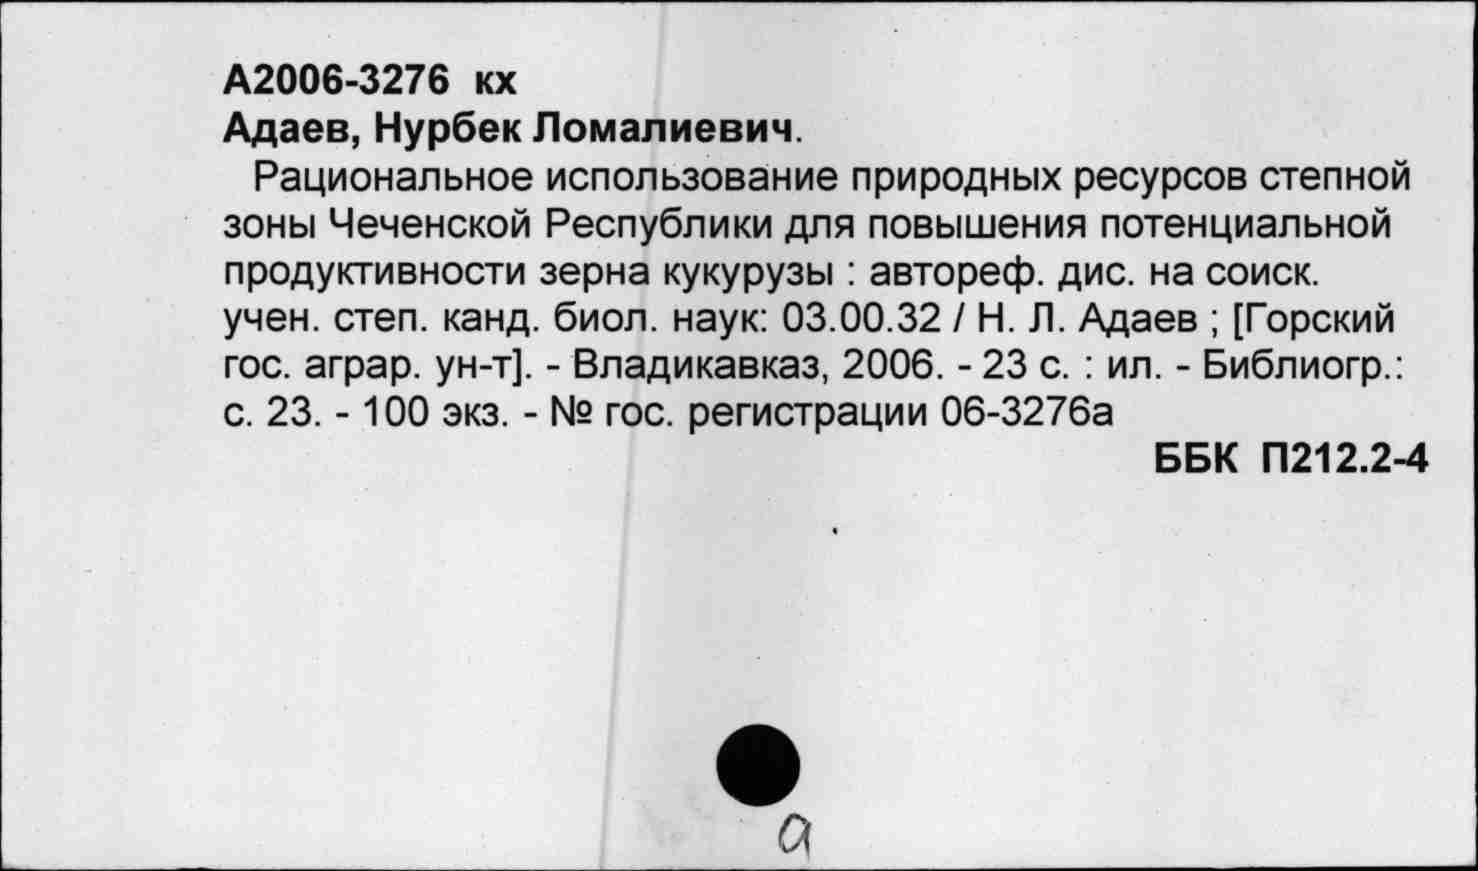 А2006-3276 кх
Адаев, Нурбек Ломалиевич.
Рациональное использование природных ресурсов степной
зоны Чеченской Республики для повышения потенциальной
продуктивности зерна кукурузы : автореф. дис. на соиск.
учен. степ. канд. биол. наук: 03.00.32 / Н. Л. Адаев ; [Горский
гос. аграр. ун-т]. - Владикавказ, 2006. - 23 с. : ил. - Библиогр.:
с. 23. - 100 экз. - № гос. регистрации 06-3276а
ББК П212.2-4
а